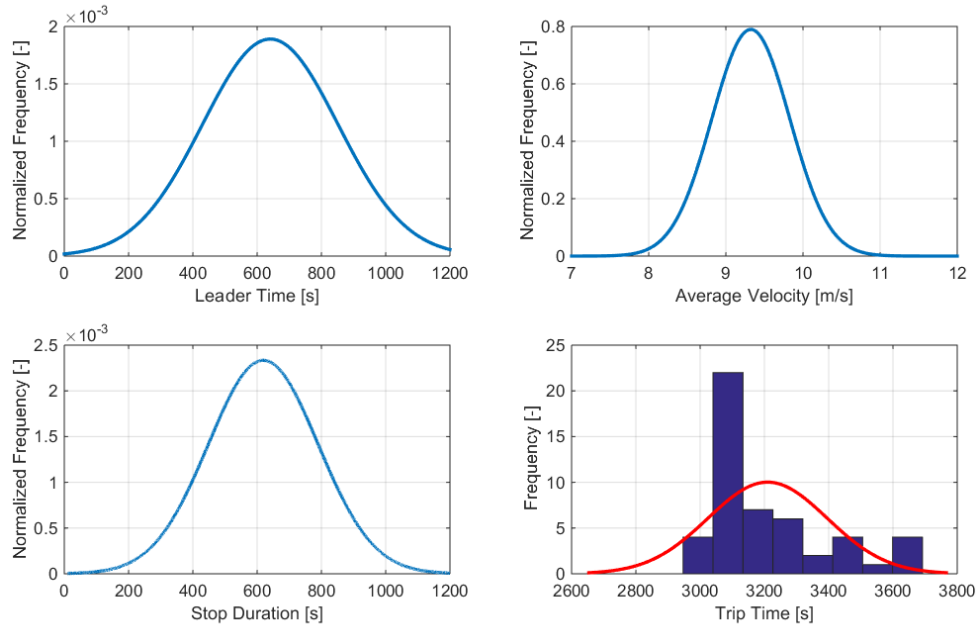 ×10⁻³
2
1.5
1
0.5
0
Normalized Frequency [-]
0 200 400 600 800 1000 1200
Leader Time [s]
0.8
0.6
0.4
0.2
0
Normalized Frequency [-]
7 8 9 10 11 12
Average Velocity [m/s]
×10⁻³
2.5
2
1.5
1
0.5
0
Normalized Frequency [-]
0 200 400 600 800 1000 1200
Stop Duration [s]
25
20
15
10
5
0
Frequency [-]
2600 2800 3000 3200 3400 3600 3800
Trip Time [s]